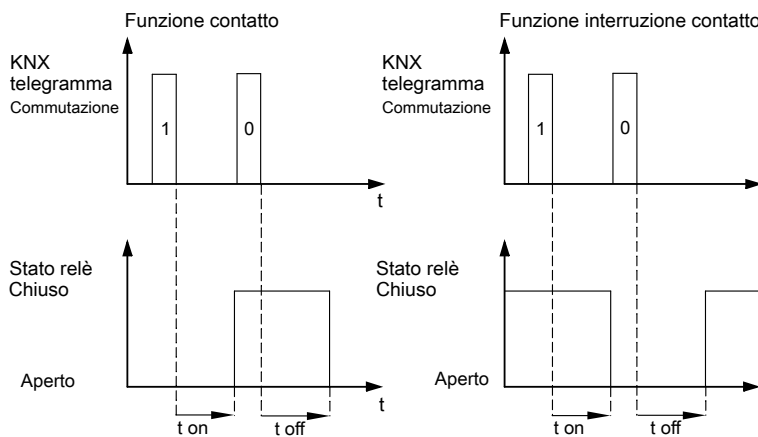 Funzione contatto
KNX
telegramma
Commutazione
1
0
t
Stato relè
Chiuso
Aperto
t
t on
t off
Funzione interruzione contatto
KNX
telegramma
Commutazione
1
0
Stato relè
Chiuso
Aperto
t on
t off